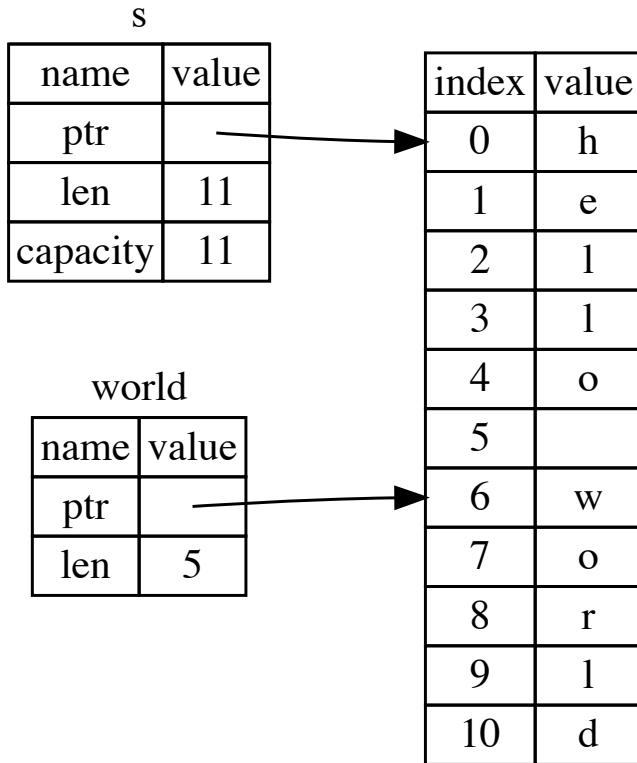 s
name value
ptr
len 11
capacity 11
world
name value
ptr
len 5
index value
0 h
1 e
2 l
3 l
4 o
5
6 w
7 o
8 r
9 l
10 d